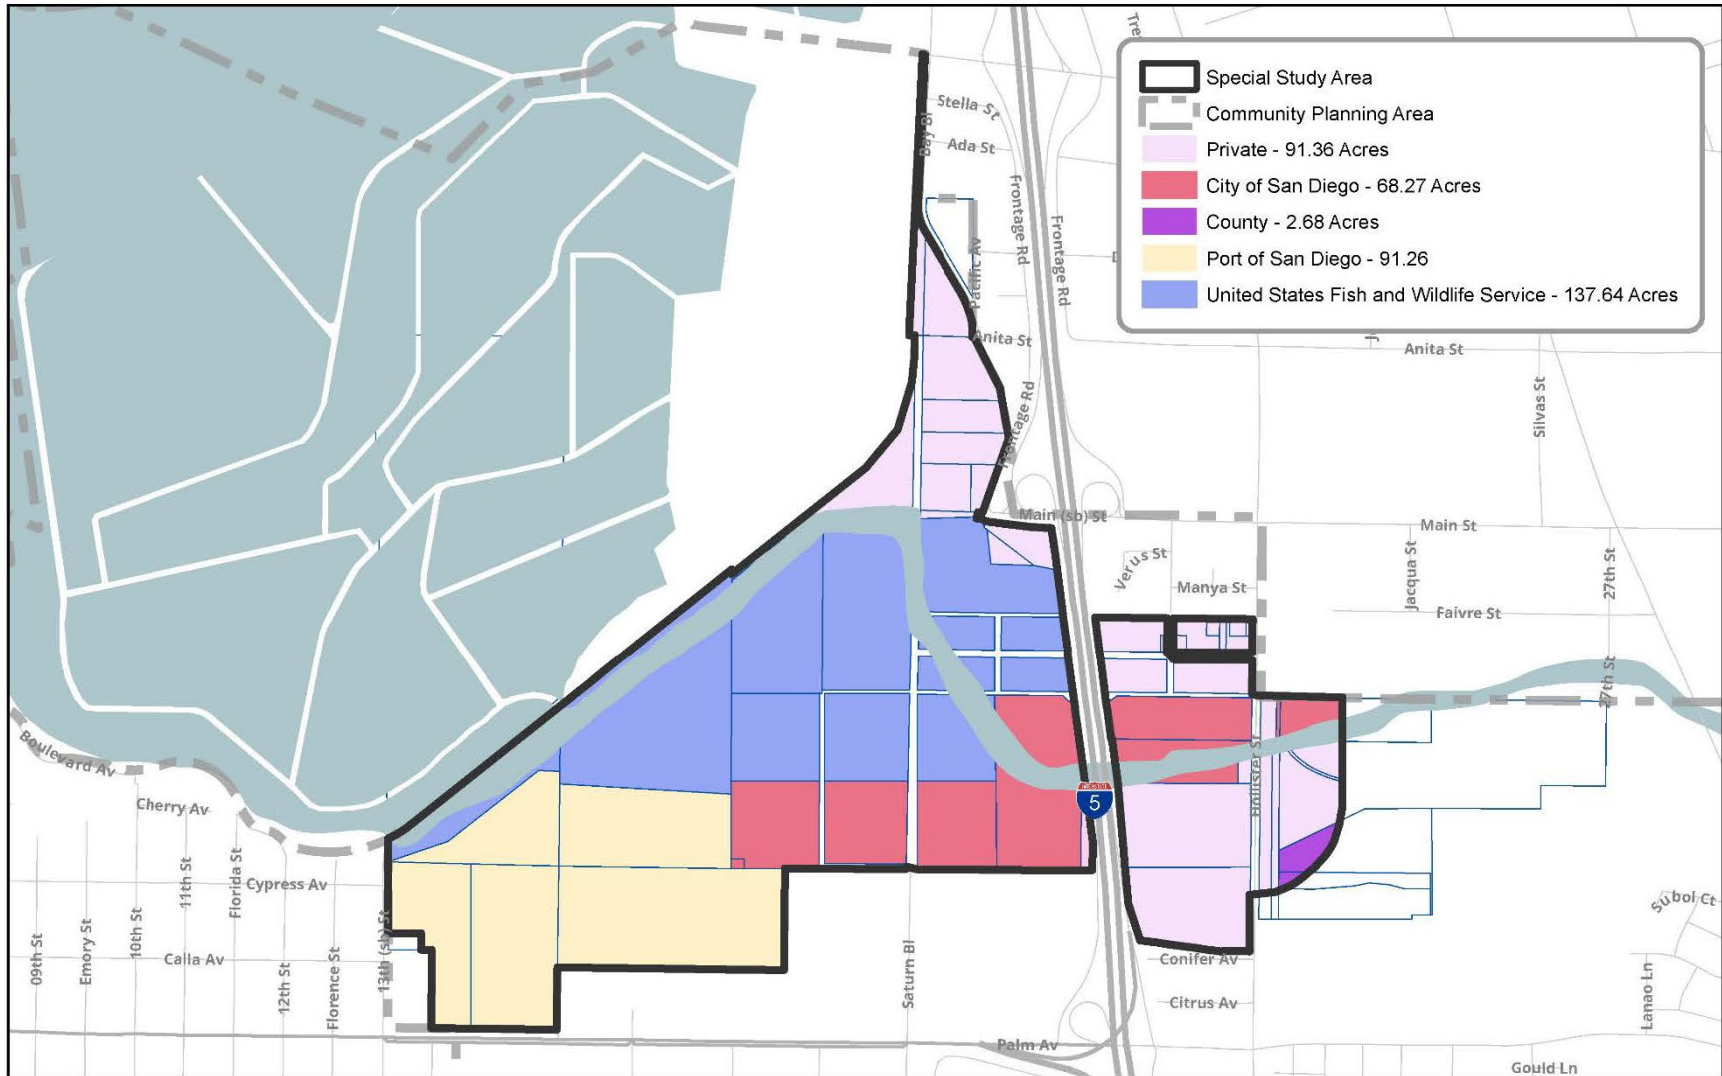 Special Study Area
Community Planning Area
Private - 91.36 Acres
City of San Diego - 68.27 Acres
County - 2.68 Acres
Port of San Diego - 91.26
United States Fish and Wildlife Service - 137.64 Acres
Tre
Stella St
Bay Bl
Ada St
Frontage Rd
Frontage Rd
Pacific Av
Anita St
Anita St
Silvas St
Frontage Rd
Main (sb) St
Main St
Verus St
Manya St
Jacqua St
27th St
Faivre St
27th St
Hollister St
INTERSTATE
5
Boulevard Av
Cherry Av
11th St
Florida St
Cypress Av
09th St
Emory St
10th St
Calla Av
12th St
Florence St
13th (sb) St
Saturn Bl
Conifer Av
Citrus Av
Palm Av
Subol Ct
Lanao Ln
Gould Ln